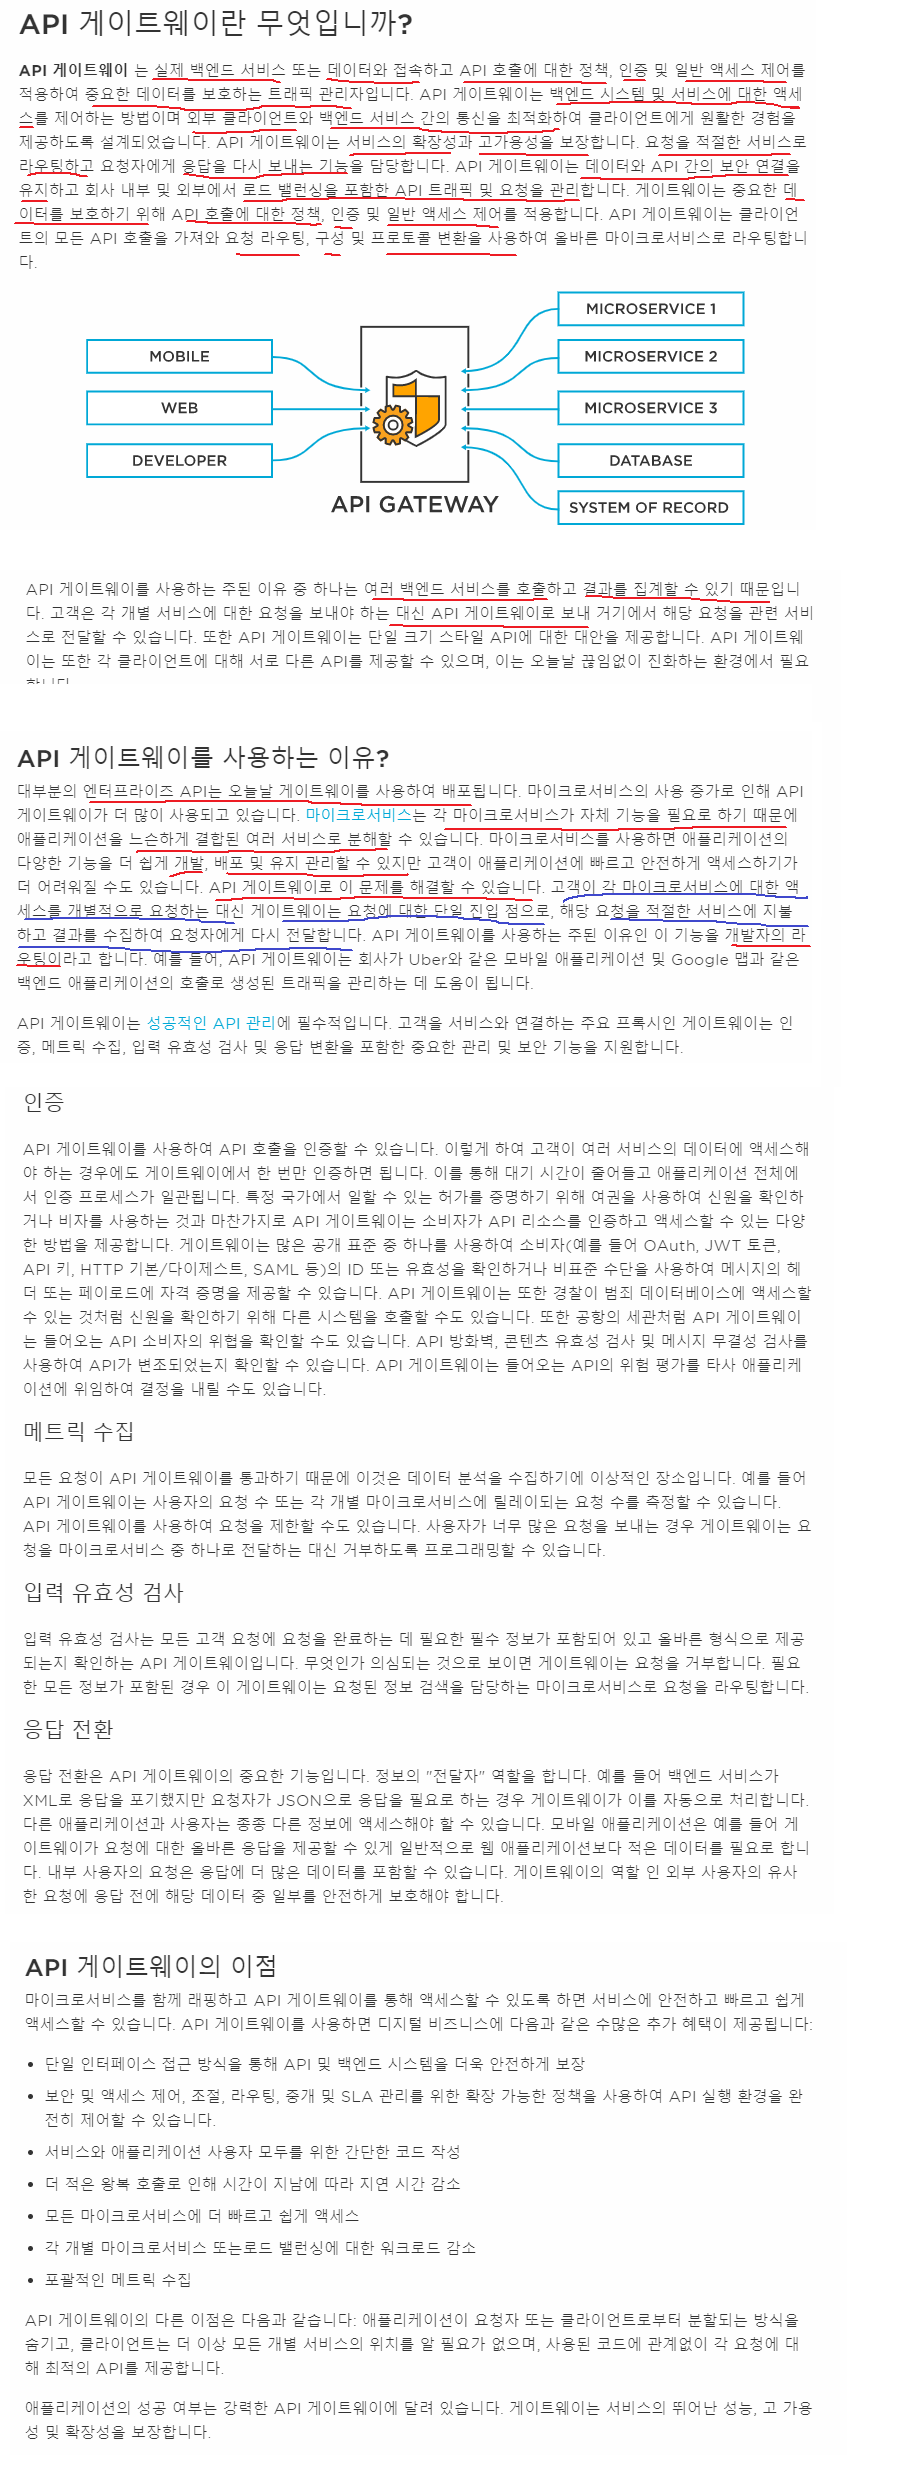 API 게이트웨이란 무엇입니까?
API 게이트웨이 는 실제 백엔드 서비스 또는 데이터와 접속하고 API 호출에 대한 정책, 인증 및 일반 액세스 제어를
적용하여 중요한 데이터를 보호하는 트래픽 관리자입니다. API 게이트웨이는 백엔드 시스템 및 서비스에 대한 액세
스를 제어하는 방법이며 외부 클라이언트와 백엔드 서비스 간의 통신을 최적화하여 클라이언트에게 원활한 경험을
제공하도록 설계되었습니다. API 게이트웨이는 서비스의 확장성과 고가용성을 보장합니다. 요청을 적절한 서비스로
라우팅하고 요청자에게 응답을 다시 보내는 기능을 담당합니다. API 게이트웨이는 데이터와 API 간의 보안 연결을
유지하고 회사 내부 및 외부에서 로드 밸런싱을 포함한 API 트래픽 및 요청을 관리합니다. 게이트웨이는 중요한 데
이터를 보호하기 위해 API 호출에 대한 정책, 인증 및 일반 액세스 제어를 적용합니다. API 게이트웨이는 클라이언
트의 모든 API 호출을 가져와 요청 라우팅, 구성 및 프로토콜 변환을 사용하여 올바른 마이크로서비스로 라우팅합니
다.
MICROSERVICE 1
MOBILE
MICROSERVICE 2
WEB
MICROSERVICE 3
DEVELOPER
DATABASE
API GATEWAY
SYSTEM OF RECORD
API 게이트웨이를 사용하는 주된 이유 중 하나는 여러 백엔드 서비스를 호출하고 결과를 집계할 수 있기 때문입니
다. 고객은 각 개별 서비스에 대한 요청을 보내야 하는 대신 API 게이트웨이로 보내 거기에서 해당 요청을 관련 서비
스로 전달할 수 있습니다. 또한 API 게이트웨이는 단일 크기 스타일 API에 대한 대안을 제공합니다. API 게이트웨
이는 또한 각 클라이언트에 대해 서로 다른 API를 제공할 수 있으며, 이는 오늘날 끊임없이 진화하는 환경에서 필요
합니다
API 게이트웨이를 사용하는 이유?
대부분의 엔터프라이즈 API는 오늘날 게이트웨이를 사용하여 배포됩니다. 마이크로서비스의 사용 증가로 인해 API
게이트웨이가 더 많이 사용되고 있습니다. 마이크로서비스는 각 마이크로서비스가 자체 기능을 필요로 하기 때문에
애플리케이션을 느슨하게 결합된 여러 서비스로 분해할 수 있습니다. 마이크로서비스를 사용하면 애플리케이션의
다양한 기능을 더 쉽게 개발, 배포 및 유지 관리할 수 있지만 고객이 애플리케이션에 빠르고 안전하게 액세스하기가
더 어려워질 수도 있습니다. API 게이트웨이로 이 문제를 해결할 수 있습니다. 고객이 각 마이크로서비스에 대한 액
세스를 개별적으로 요청하는 대신 게이트웨이는 요청에 대한 단일 진입 점으로, 해당 요청을 적절한 서비스에 지불
하고 결과를 수집하여 요청자에게 다시 전달합니다. API 게이트웨이를 사용하는 주된 이유인 이 기능을 개발자의 라
우팅이라고 합니다. 예를 들어, API 게이트웨이는 회사가 Uber와 같은 모바일 애플리케이션 및 Google 맵과 같은
백엔드 애플리케이션의 호출로 생성된 트래픽을 관리하는 데 도움이 됩니다.
API 게이트웨이는 성공적인 API 관리에 필수적입니다. 고객을 서비스와 연결하는 주요 프록시인 게이트웨이는 인
증, 메트릭 수집, 입력 유효성 검사 및 응답 변환을 포함한 중요한 관리 및 보안 기능을 지원합니다.
인증
API 게이트웨이를 사용하여 API 호출을 인증할 수 있습니다. 이렇게 하여 고객이 여러 서비스의 데이터에 액세스해
야 하는 경우에도 게이트웨이에서 한 번만 인증하면 됩니다. 이를 통해 대기 시간이 줄어들고 애플리케이션 전체에
서 인증 프로세스가 일관됩니다. 특정 국가에서 일할 수 있는 허가를 증명하기 위해 여권을 사용하여 신원을 확인하
거나 비자를 사용하는 것과 마찬가지로 API 게이트웨이는 소비자가 API 리소스를 인증하고 액세스할 수 있는 다양
한 방법을 제공합니다. 게이트웨이는 많은 공개 표준 중 하나를 사용하여 소비자(예를 들어 OAuth, JWT 토큰,
API 키, HTTP 기본/다이제스트, SAML 등)의 ID 또는 유효성을 확인하거나 비표준 수단을 사용하여 메시지의 헤
더 또는 페이로드에 자격 증명을 제공할 수 있습니다. API 게이트웨이는 또한 경찰이 범죄 데이터베이스에 액세스할
수 있는 것처럼 신원을 확인하기 위해 다른 시스템을 호출할 수도 있습니다. 또한 공항의 세관처럼 API 게이트웨이
는 들어오는 API 소비자의 위협을 확인할 수도 있습니다. API 방화벽, 콘텐츠 유효성 검사 및 메시지 무결성 검사를
사용하여 API가 변조되었는지 확인할 수 있습니다. API 게이트웨이는 들어오는 API의 위험 평가를 타사 애플리케
이션에 위임하여 결정을 내릴 수도 있습니다.
메트릭 수집
모든 요청이 API 게이트웨이를 통과하기 때문에 이것은 데이터 분석을 수집하기에 이상적인 장소입니다. 예를 들어
API 게이트웨이는 사용자의 요청 수 또는 각 개별 마이크로서비스에 릴레이되는 요청 수를 측정할 수 있습니다.
API 게이트웨이를 사용하여 요청을 제한할 수도 있습니다. 사용자가 너무 많은 요청을 보내는 경우 게이트웨이는 요
청을 마이크로서비스 중 하나로 전달하는 대신 거부하도록 프로그래밍할 수 있습니다.
입력 유효성 검사
입력 유효성 검사는 모든 고객 요청에 요청을 완료하는 데 필요한 필수 정보가 포함되어 있고 올바른 형식으로 제공
되는지 확인하는 API 게이트웨이입니다. 무엇인가 의심되는 것으로 보이면 게이트웨이는 요청을 거부합니다. 필요
한 모든 정보가 포함된 경우 이 게이트웨이는 요청된 정보 검색을 담당하는 마이크로서비스로 요청을 라우팅합니다.
응답 전환
응답 전환은 API 게이트웨이의 중요한 기능입니다. 정보의 "전달자" 역할을 합니다. 예를 들어 백엔드 서비스가
XML로 응답을 포기했지만 요청자가 JSON으로 응답을 필요로 하는 경우 게이트웨이가 이를 자동으로 처리합니다.
다른 애플리케이션과 사용자는 종종 다른 정보에 액세스해야 할 수 있습니다. 모바일 애플리케이션은 예를 들어 게
이트웨이가 요청에 대한 올바른 응답을 제공할 수 있게 일반적으로 웹 애플리케이션보다 적은 데이터를 필요로 합니
다. 내부 사용자의 요청은 응답에 더 많은 데이터를 포함할 수 있습니다. 게이트웨이의 역할 인 외부 사용자의 유사
한 요청에 응답 전에 해당 데이터 중 일부를 안전하게 보호해야 합니다.
API 게이트웨이의 이점
마이크로서비스를 함께 래핑하고 API 게이트웨이를 통해 액세스할 수 있도록 하면 서비스에 안전하고 빠르고 쉽게
액세스할 수 있습니다. API 게이트웨이를 사용하면 디지털 비즈니스에 다음과 같은 수많은 추가 혜택이 제공됩니다:
• 단일 인터페이스 접근 방식을 통해 API 및 백엔드 시스템을 더욱 안전하게 보장
• 보안 및 액세스 제어, 조절, 라우팅, 중개 및 SLA 관리를 위한 확장 가능한 정책을 사용하여 API 실행 환경을 완
전히 제어할 수 있습니다.
• 서비스와 애플리케이션 사용자 모두를 위한 간단한 코드 작성
• 더 적은 왕복 호출로 인해 시간이 지남에 따라 지연 시간 감소
• 모든 마이크로서비스에 더 빠르고 쉽게 액세스
• 각 개별 마이크로서비스 또는로드 밸런싱에 대한 워크로드 감소
• 포괄적인 메트릭 수집
API 게이트웨이의 다른 이점은 다음과 같습니다: 애플리케이션이 요청자 또는 클라이언트로부터 분할되는 방식을
숨기고, 클라이언트는 더 이상 모든 개별 서비스의 위치를 알 필요가 없으며, 사용된 코드에 관계없이 각 요청에 대
해 최적의 API를 제공합니다.
애플리케이션의 성공 여부는 강력한 API 게이트웨이에 달려 있습니다. 게이트웨이는 서비스의 뛰어난 성능, 고 가용
성 및 확장성을 보장합니다.